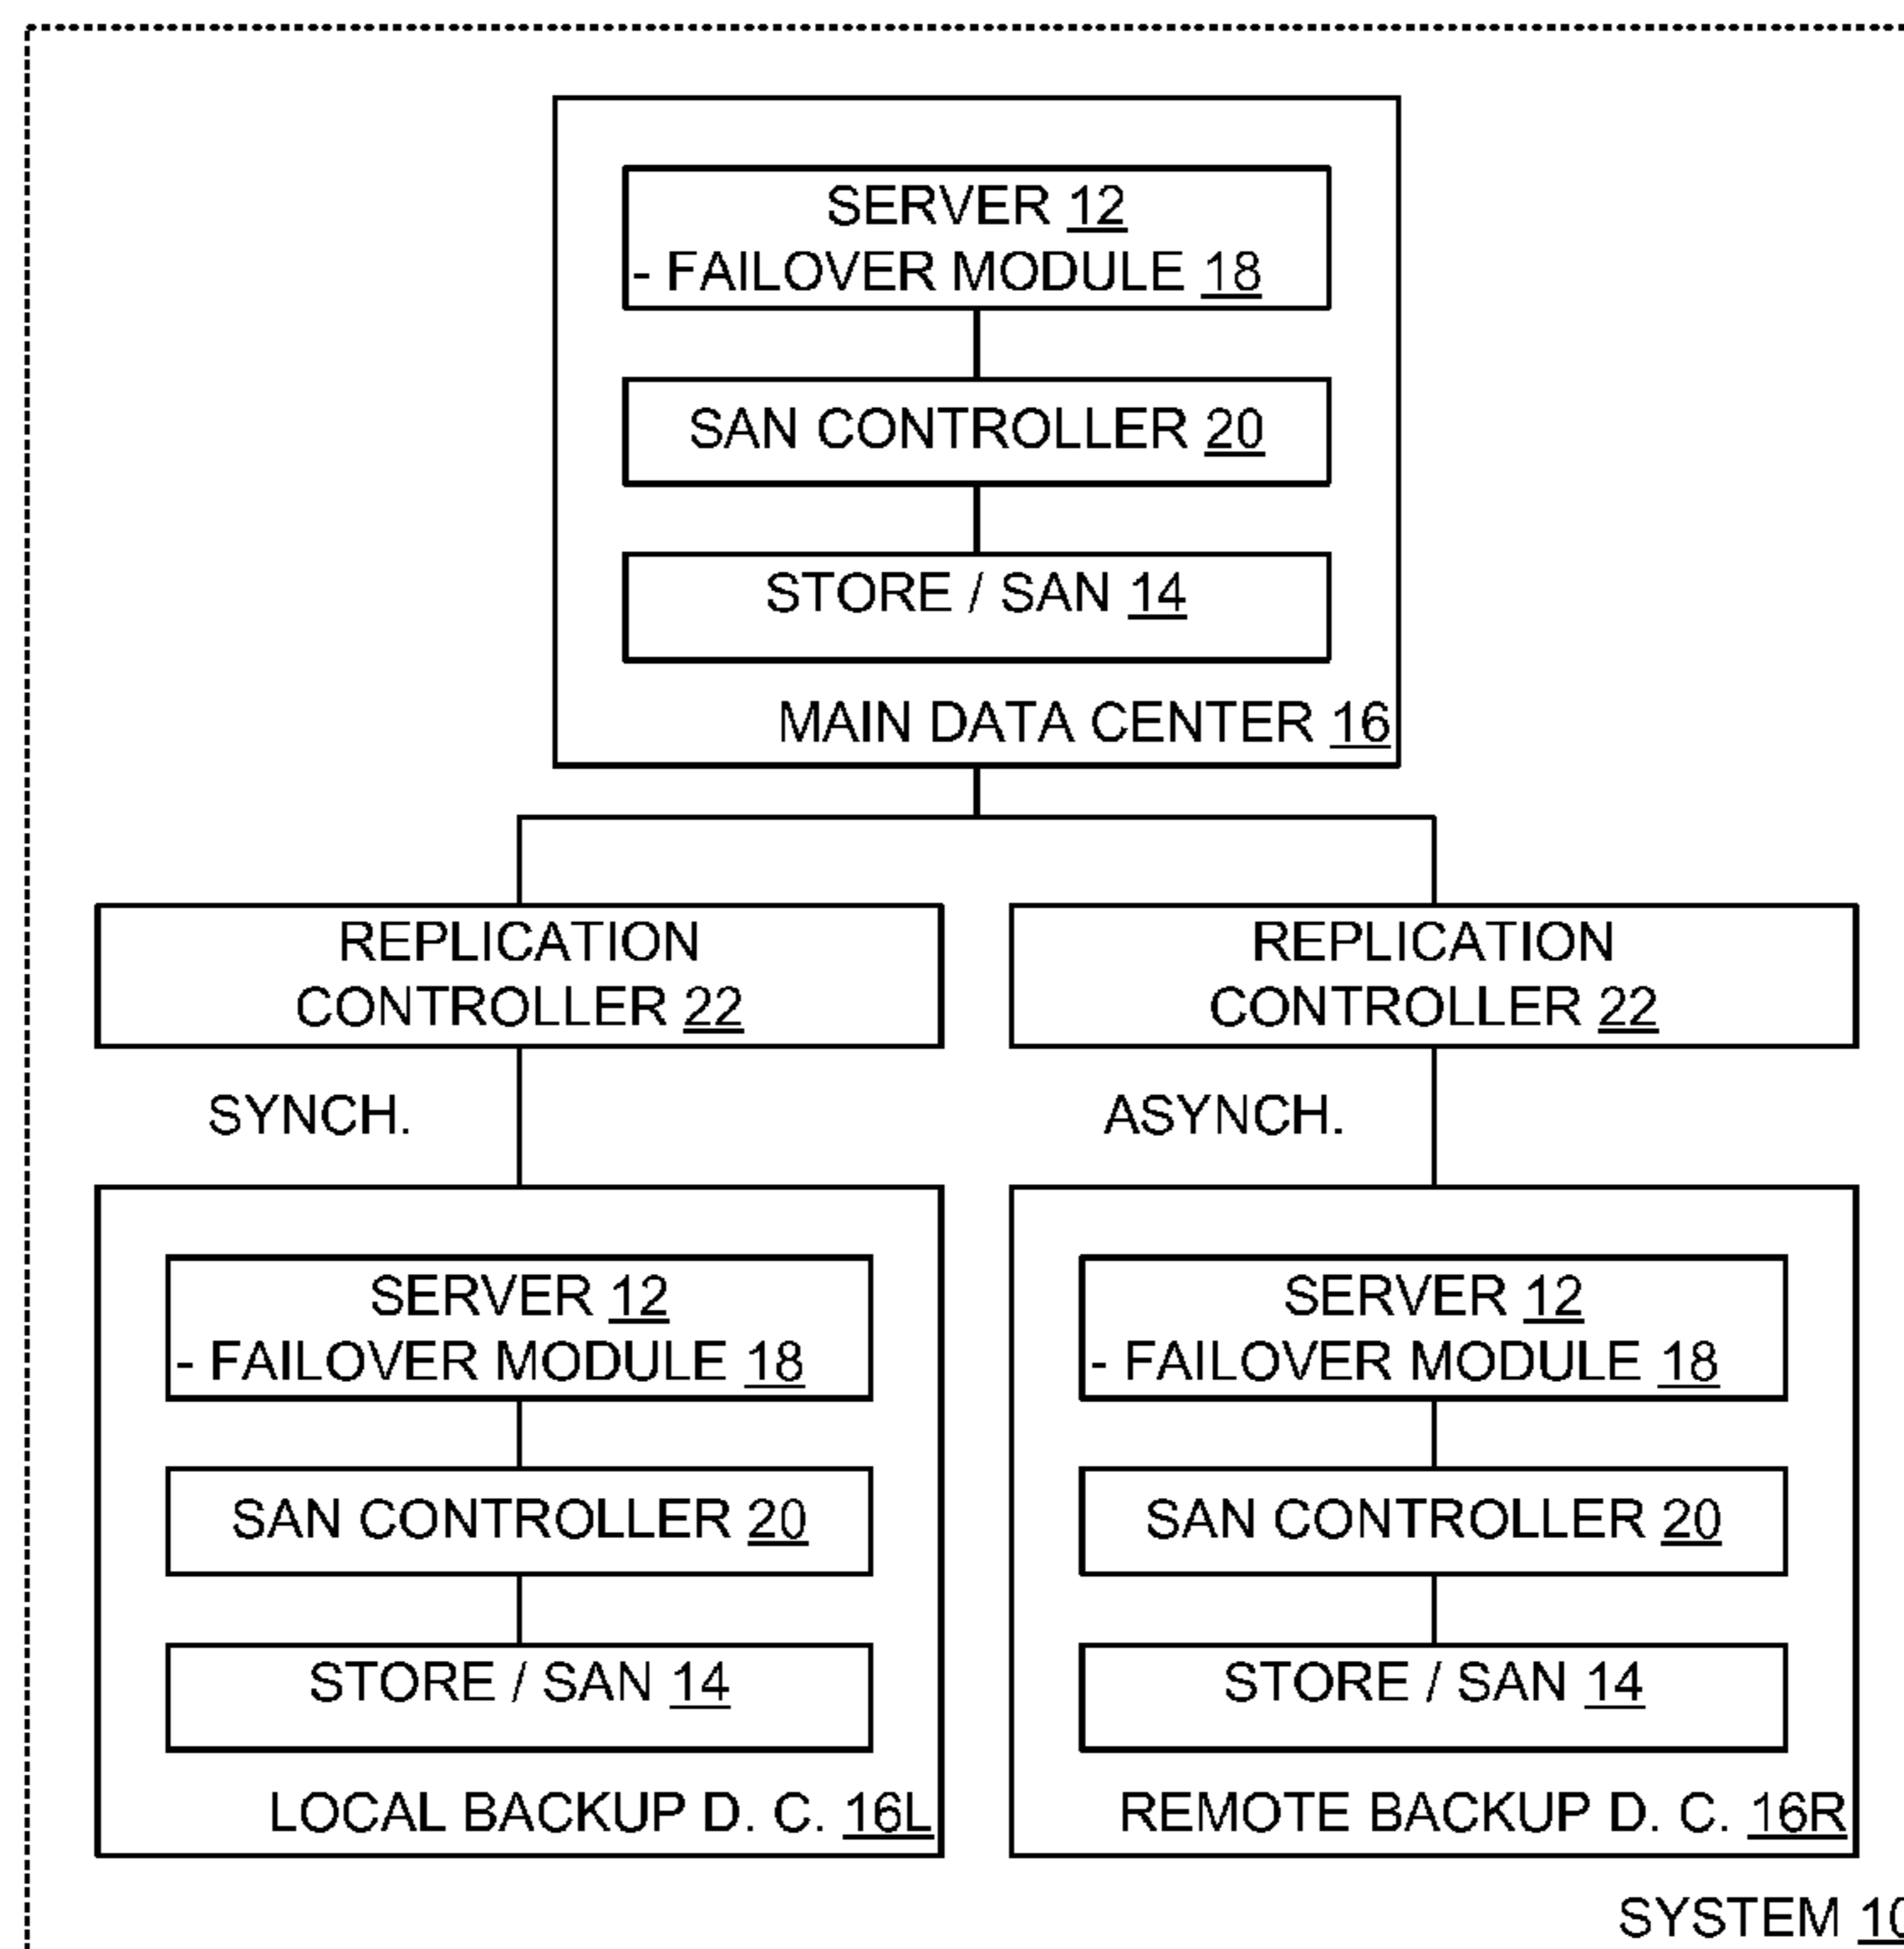 SERVER 12
- FAILOVER MODULE 18
SAN CONTROLLER 20
STORE / SAN 14
MAIN DATA CENTER 16
REPLICATION
CONTROLLER 22
REPLICATION
CONTROLLER 22
SYNCH.
ASYNCH.
SERVER 12
- FAILOVER MODULE 18
SAN CONTROLLER 20
STORE / SAN 14
LOCAL BACKUP D. C. 16L
SERVER 12
- FAILOVER MODULE 18
SAN CONTROLLER 20
STORE / SAN 14
REMOTE BACKUP D. C. 16R
SYSTEM 10